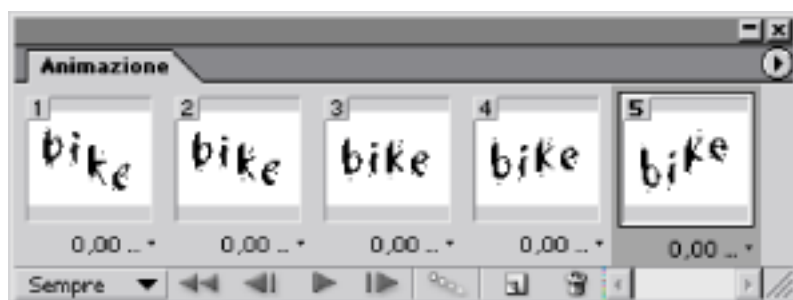 Animazione
1 2 3 4 5
bike bike bike bike bike
0,00 ... 0,00 ... 0,00 ... 0,00 ... 0,00 ...
Sempre